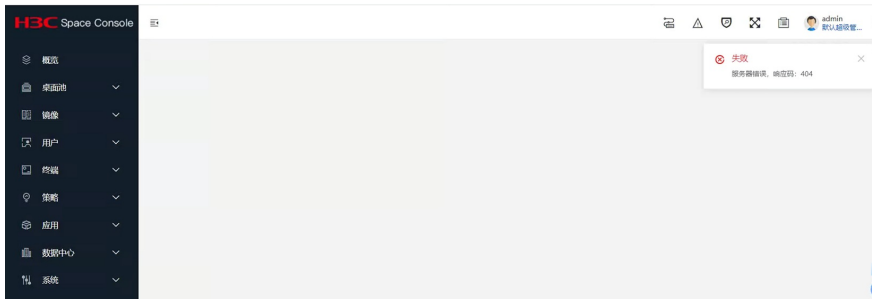 H3C Space Console
admin
默认超级管...
失败
服务器错误，响应码：404
概览
桌面池
镜像
用户
终端
策略
应用
数据中心
系统